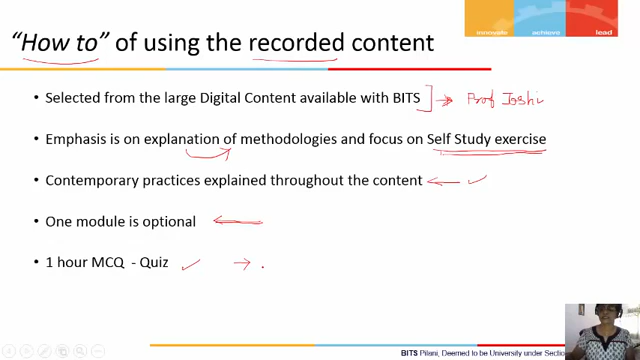 innovate achieve lead
“How to” of using the recorded content
• Selected from the large Digital Content available with BITS → Prof Joshi
• Emphasis is on explanation of methodologies and focus on Self Study exercise
• Contemporary practices explained throughout the content
• One module is optional
• 1 hour MCQ - Quiz
BITS Pilani, Deemed to be University under Section